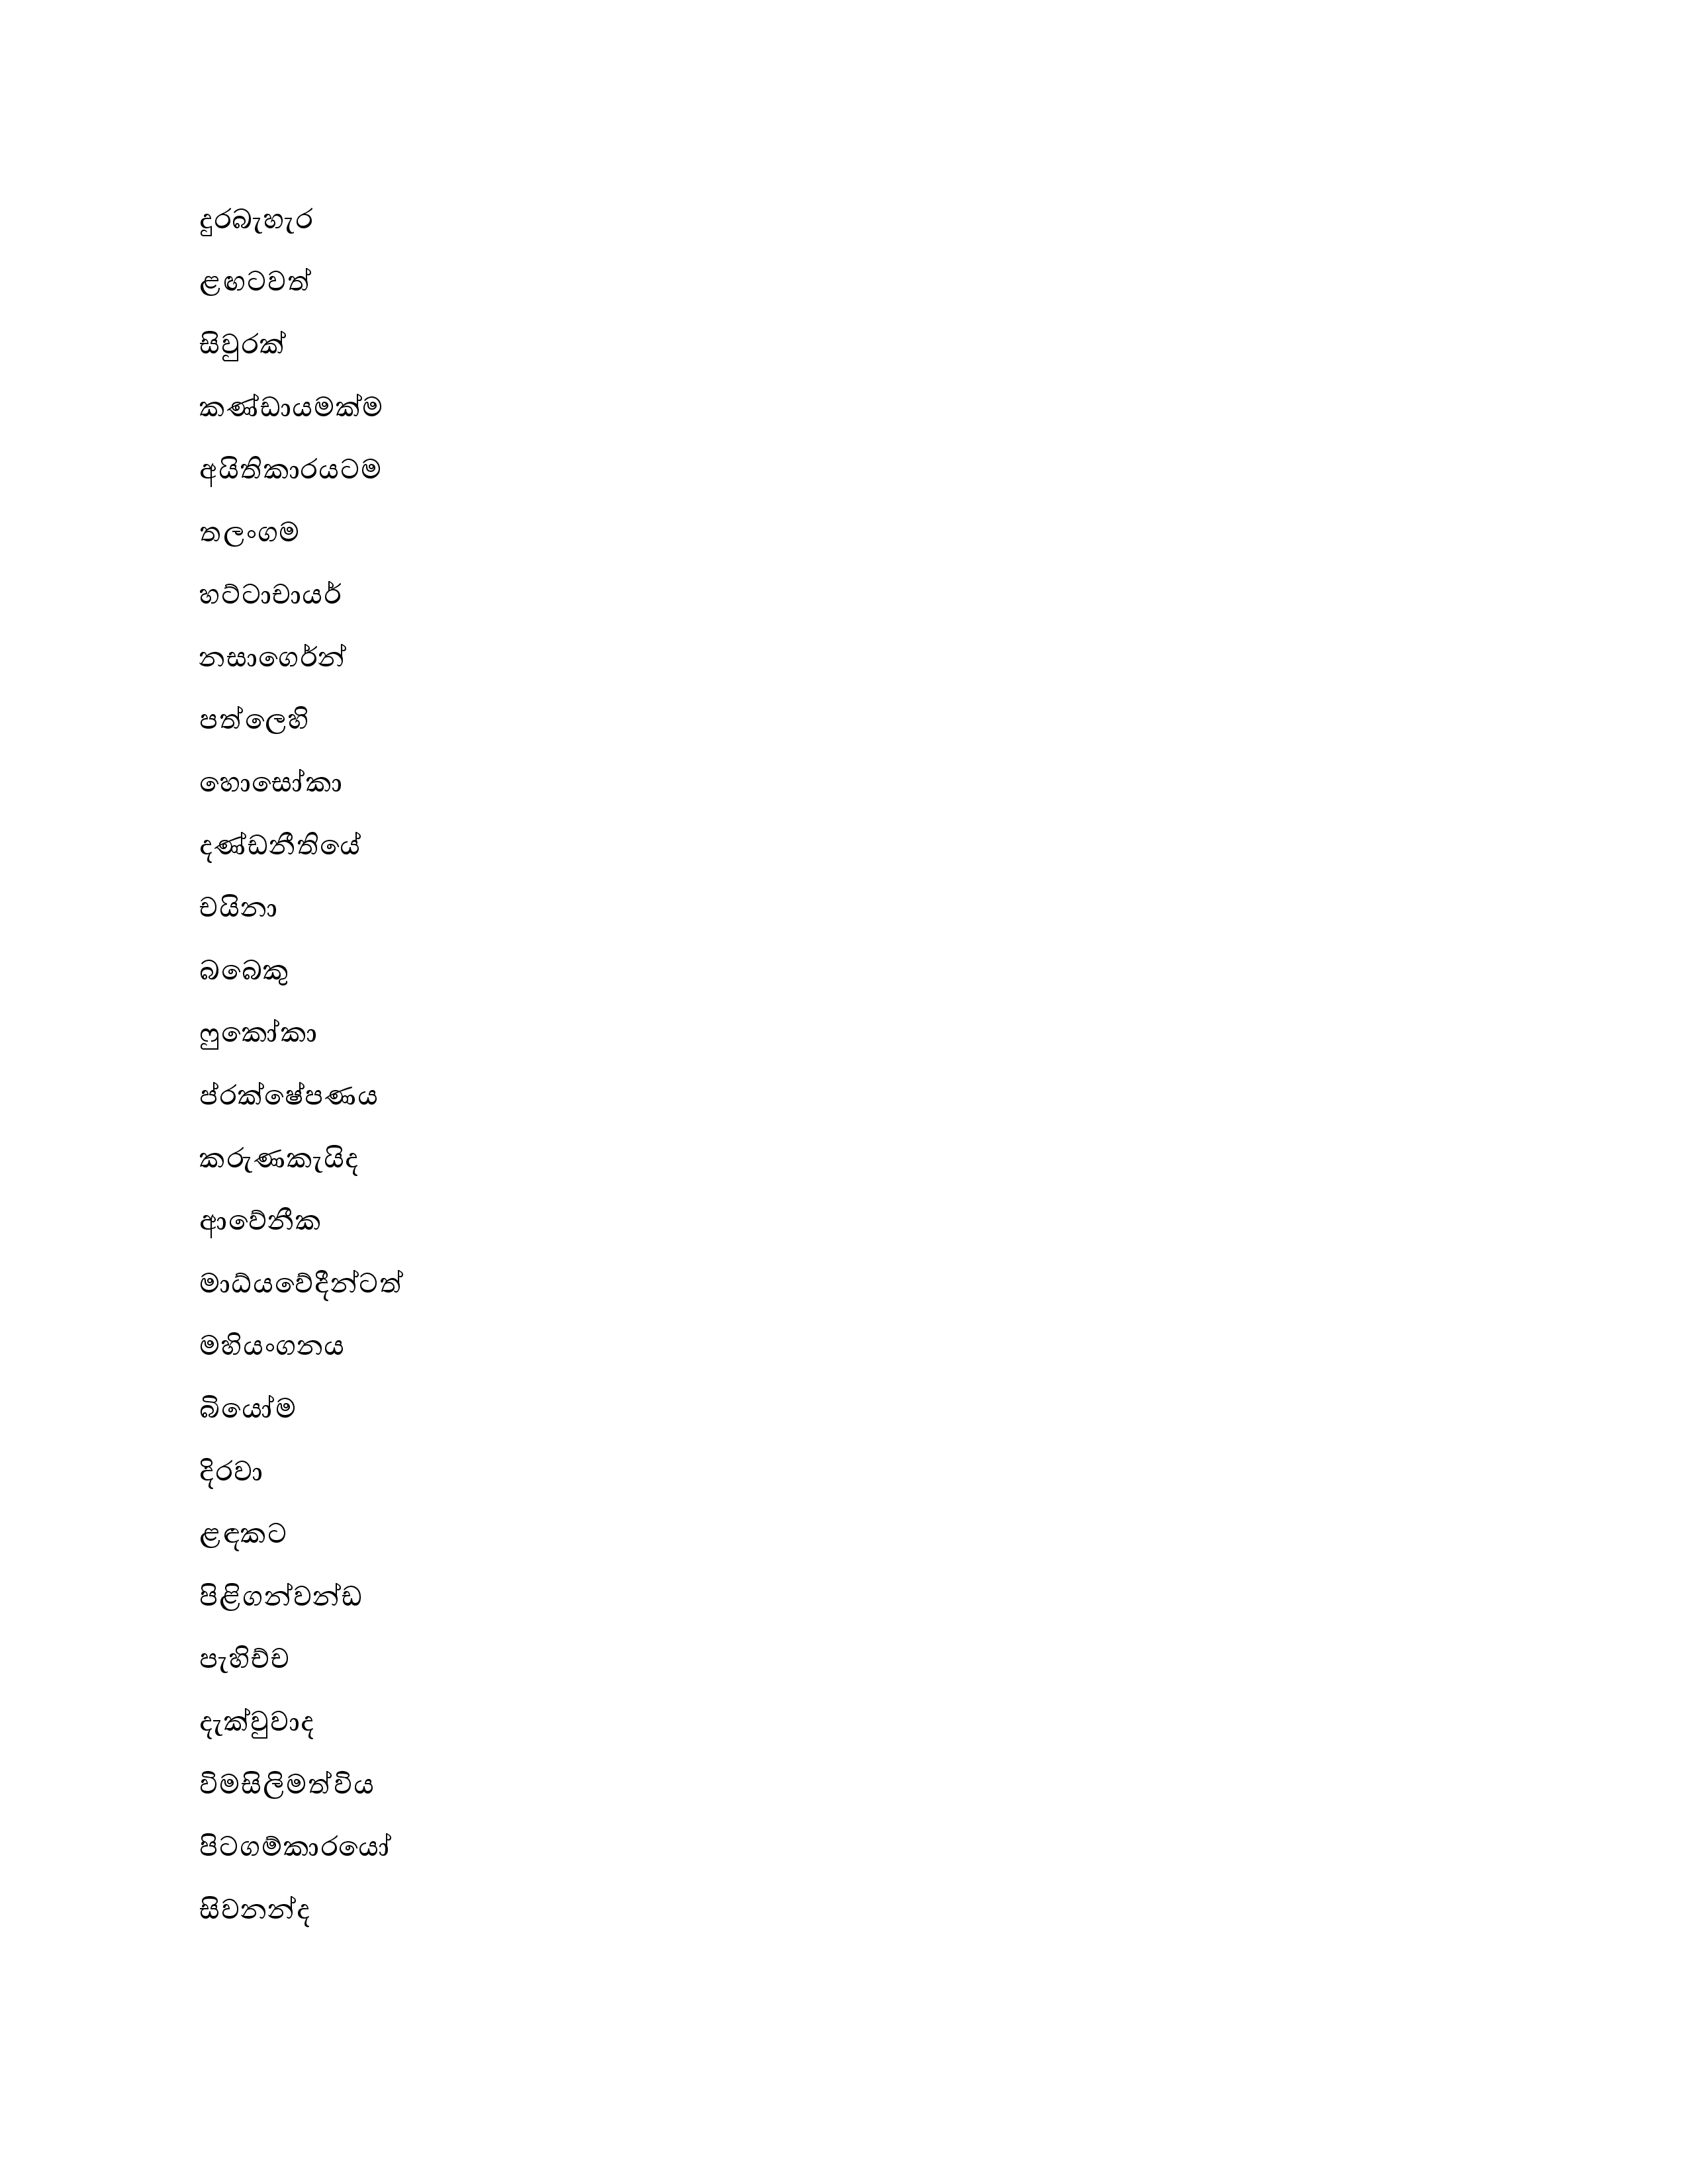 දුරබැහැර
ළඟටවත්
සිවුරක්
කණ්ඩායමක්ම
අයිතිකාරයටම
තලංගම
හට්ටාචායර්
නසාගෙර්න්
පත්ලෙහි
හොසෝකා
දණ්ඩනීතියේ
චයිනා
බබෙකු
ෆුකෝකා
ප්රක්ෂේපණය
කරුණකැයිද
ආවේනීක
මාධ්යවේදීන්ටත්
මහියංගනය
බියෝම
දිරවා
ළඳකට
පිළිගන්වන්ඩ
පැහිච්ච
දැක්වුවාද
විමසිලිමත්විය
පිටගම්කාරයෝ
සිවනන්ද